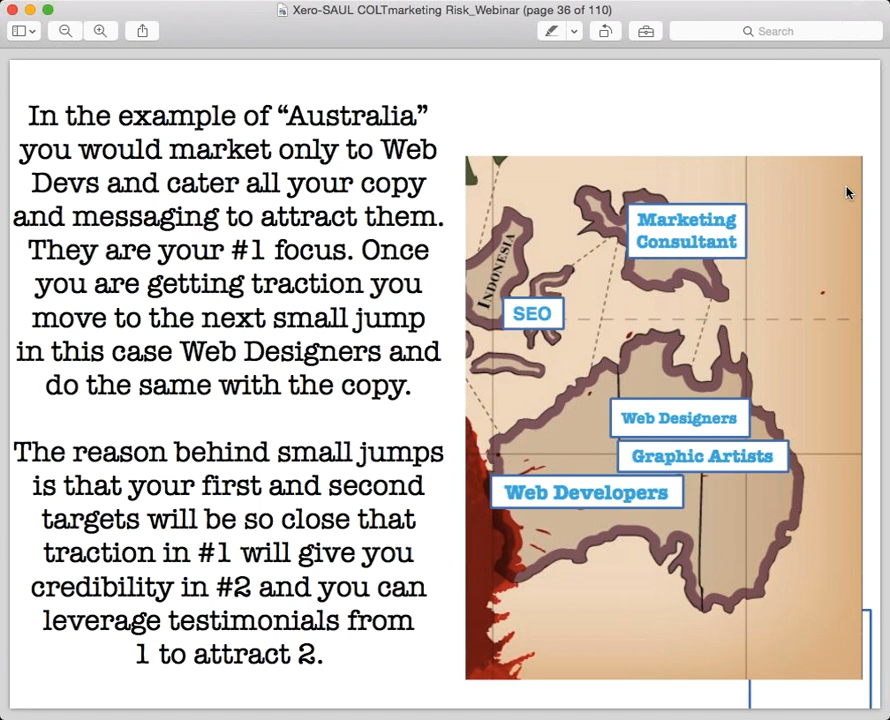 Xero-SAUL COLTmarketing Risk_Webinar (page 36 of 110)
Search
In the example of “Australia”
you would market only to Web
Devs and cater all your copy
and messaging to attract them.
They are your #1 focus. Once
you are getting traction you
move to the next small jump
in this case Web Designers and
do the same with the copy.
The reason behind small jumps
is that your first and second
targets will be so close that
traction in #1 will give you
credibility in #2 and you can
leverage testimonials from
1 to attract 2.
Marketing
Consultant
INDONESIA
SEO
Web Designers
Graphic Artists
Web Developers